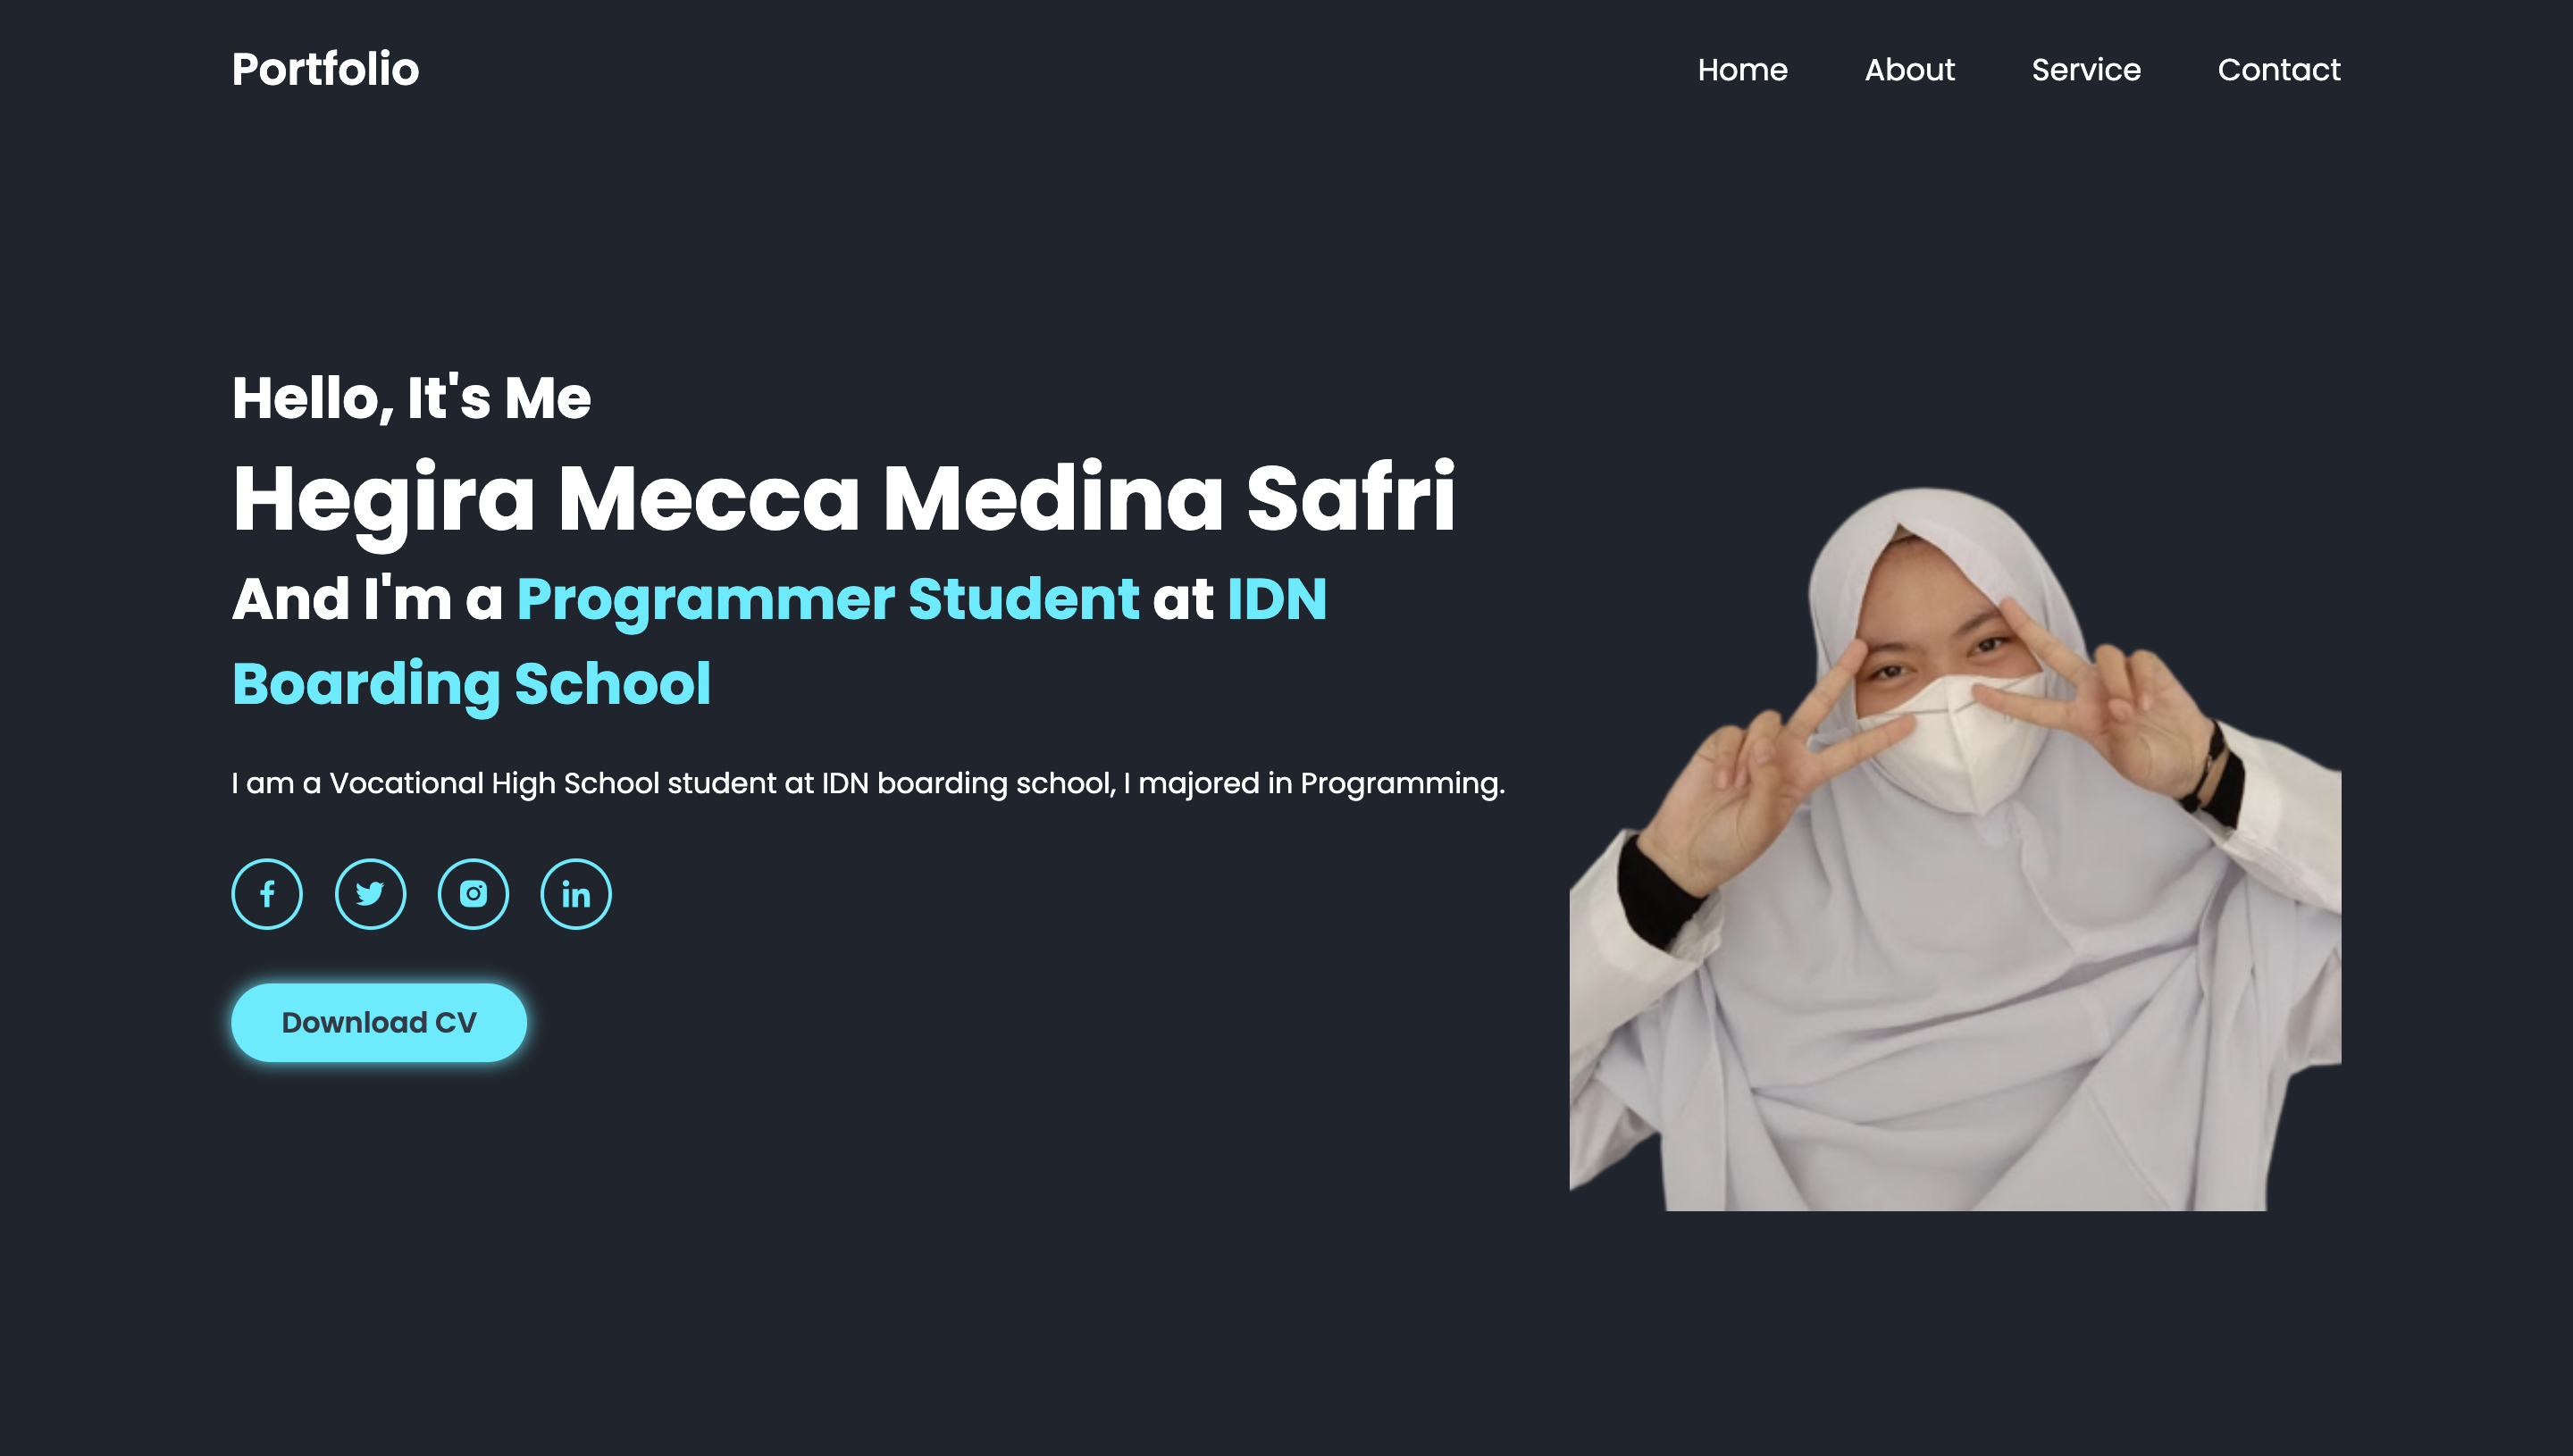 Portfolio
Home About Service Contact
Hello, It's Me
Hegira Mecca Medina Safri
And I'm a Programmer Student at IDN
Boarding School
I am a Vocational High School student at IDN boarding school, I majored in Programming.
Download CV